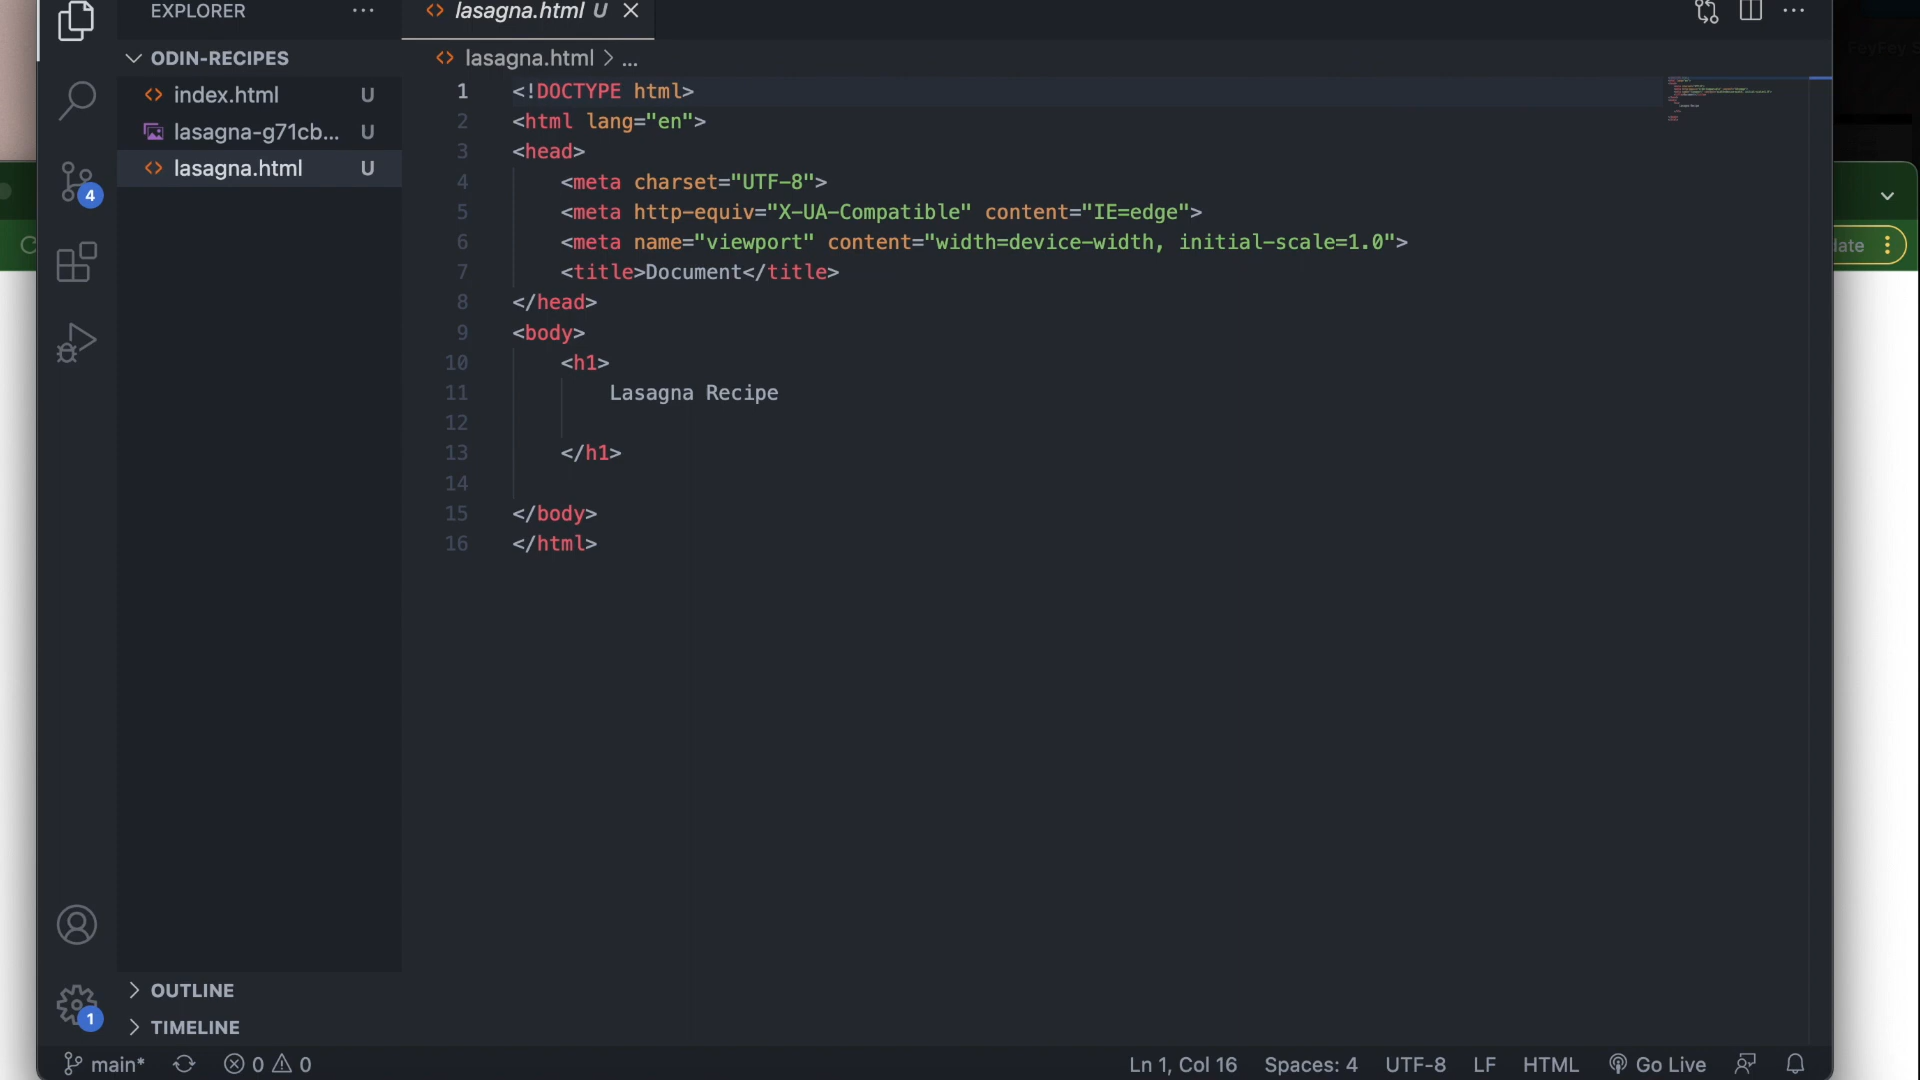 EXPLORER ...
lasagna.html U
ODIN-RECIPES
lasagna.html > ...
index.html U
lasagna-g71cb... U
lasagna.html U
1 <!DOCTYPE html>
2 <html lang="en">
3 <head>
4 <meta charset="UTF-8">
5 <meta http-equiv="X-UA-Compatible" content="IE=edge">
6 <meta name="viewport" content="width=device-width, initial-scale=1.0">
7 <title>Document</title>
8 </head>
9 <body>
10 <h1>
11 Lasagna Recipe
12
13 </h1>
14
15 </body>
16 </html>
4
OUTLINE
1
TIMELINE
main* 0 0 Ln 1, Col 16 Spaces: 4 UTF-8 LF HTML Go Live